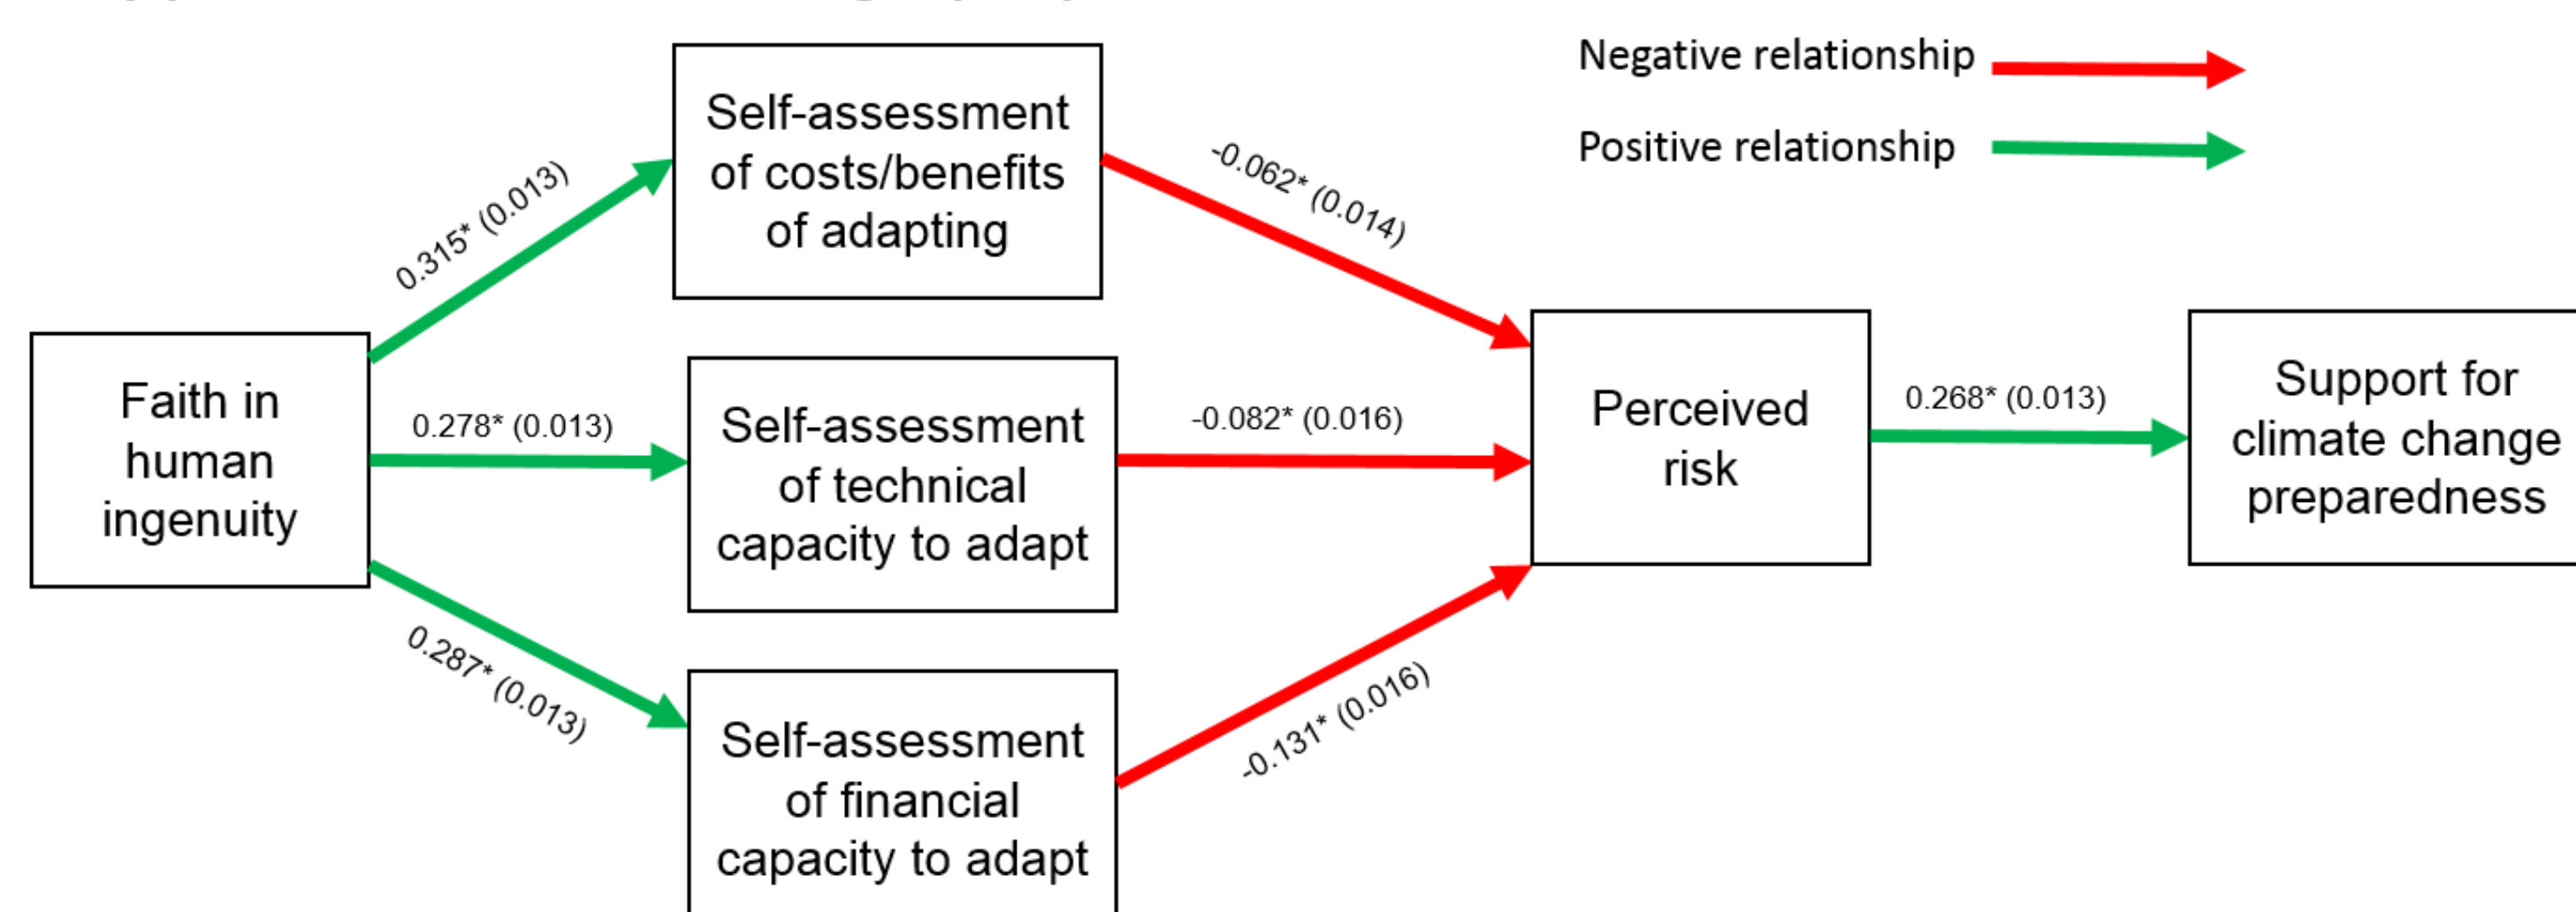 Negative relationship
Positive relationship
Self-assessment
of costs/benefits
of adapting
0.315* (0.013)
-0.062* (0.014)
Faith in
human
ingenuity
0.278* (0.013)
Self-assessment
of technical
capacity to adapt
-0.082* (0.016)
Perceived
risk
0.268* (0.013)
Support for
climate change
preparedness
0.287* (0.013)
Self-assessment
of financial
capacity to adapt
-0.131* (0.016)